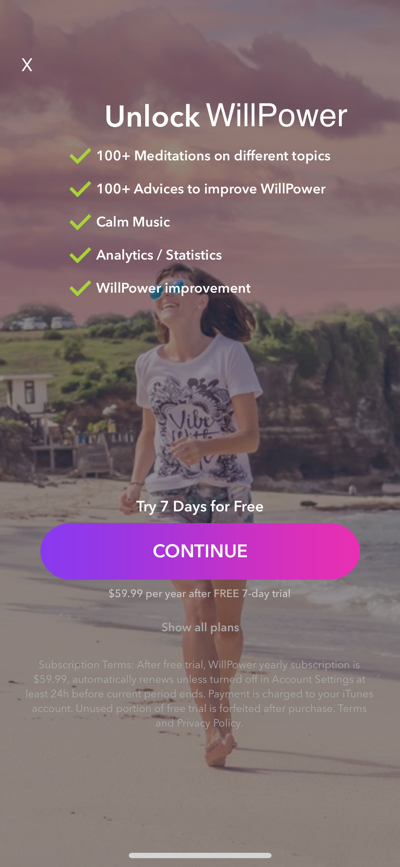 X
Unlock WillPower
100+ Meditations on different topics
100+ Advices to improve WillPower
Calm Music
Analytics / Statistics
WillPower improvement
Vibe
With
Try 7 Days for Free
CONTINUE
$59.99 per year after FREE 7-day trial
Show all plans
Subscription Terms: After free trial, WillPower yearly subscription is
$59.99, automatically renews unless turned off in Account Settings at
least 24h before current period ends. Payment is charged to your iTunes
account. Unused portion of free trial is forfeited after purchase. Terms
and Privacy Policy.